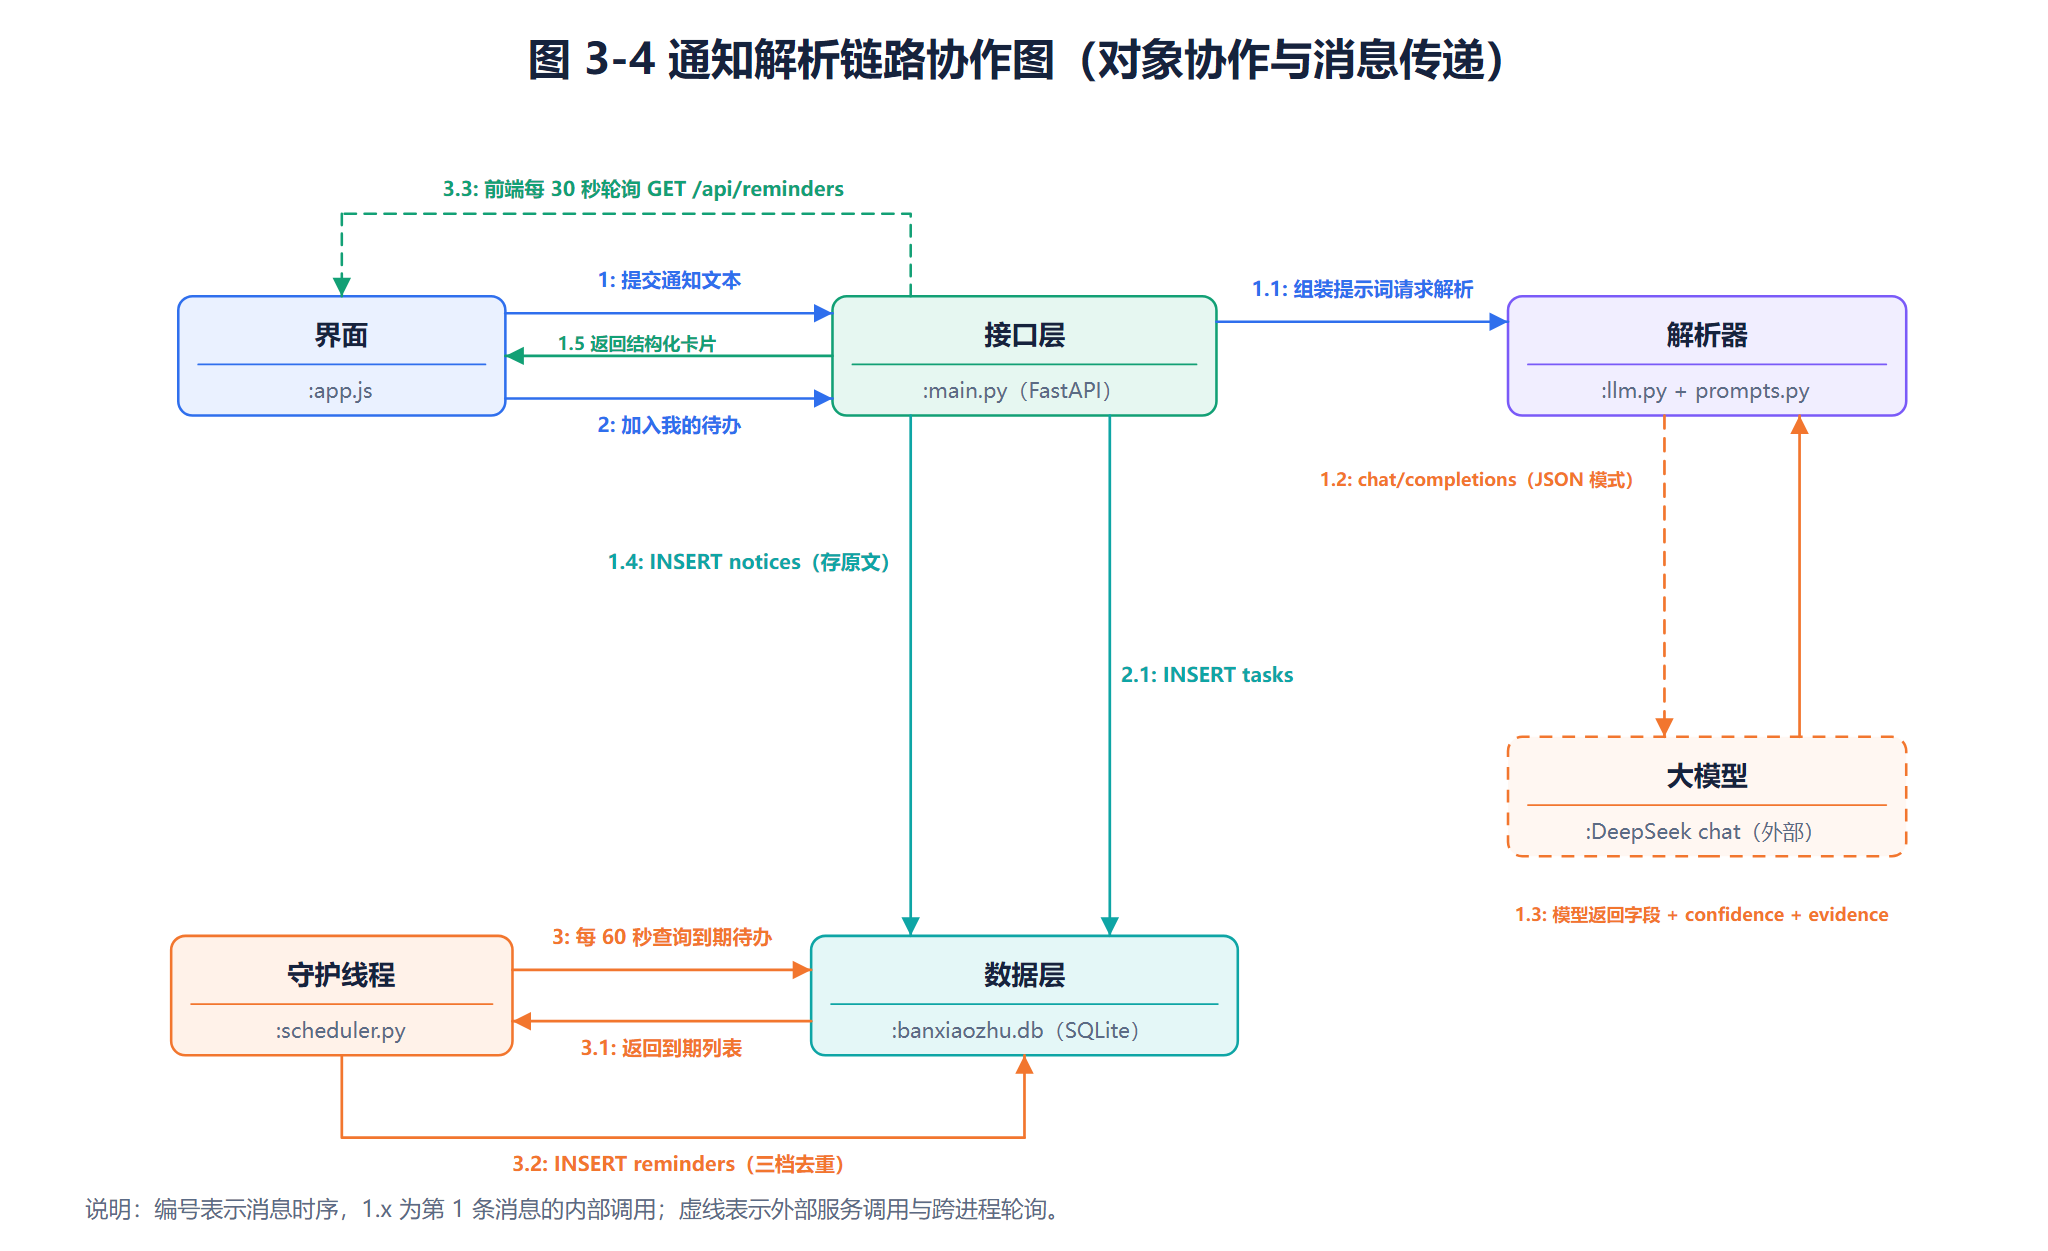 图 3-4 通知解析链路协作图（对象协作与消息传递）
3.3: 前端每 30 秒轮询 GET /api/reminders
1: 提交通知文本
1.1: 组装提示词请求解析
界面
:app.js
1.5 返回结构化卡片
接口层
:main.py（FastAPI）
解析器
:llm.py + prompts.py
2: 加入我的待办
1.2: chat/completions（JSON 模式）
1.4: INSERT notices（存原文）
2.1: INSERT tasks
大模型
:DeepSeek chat（外部）
1.3: 模型返回字段 + confidence + evidence
3: 每 60 秒查询到期待办
守护线程
:scheduler.py
数据层
:banxiaozhu.db（SQLite）
3.1: 返回到期列表
3.2: INSERT reminders（三档去重）
说明：编号表示消息时序，1.x 为第 1 条消息的内部调用；虚线表示外部服务调用与跨进程轮询。